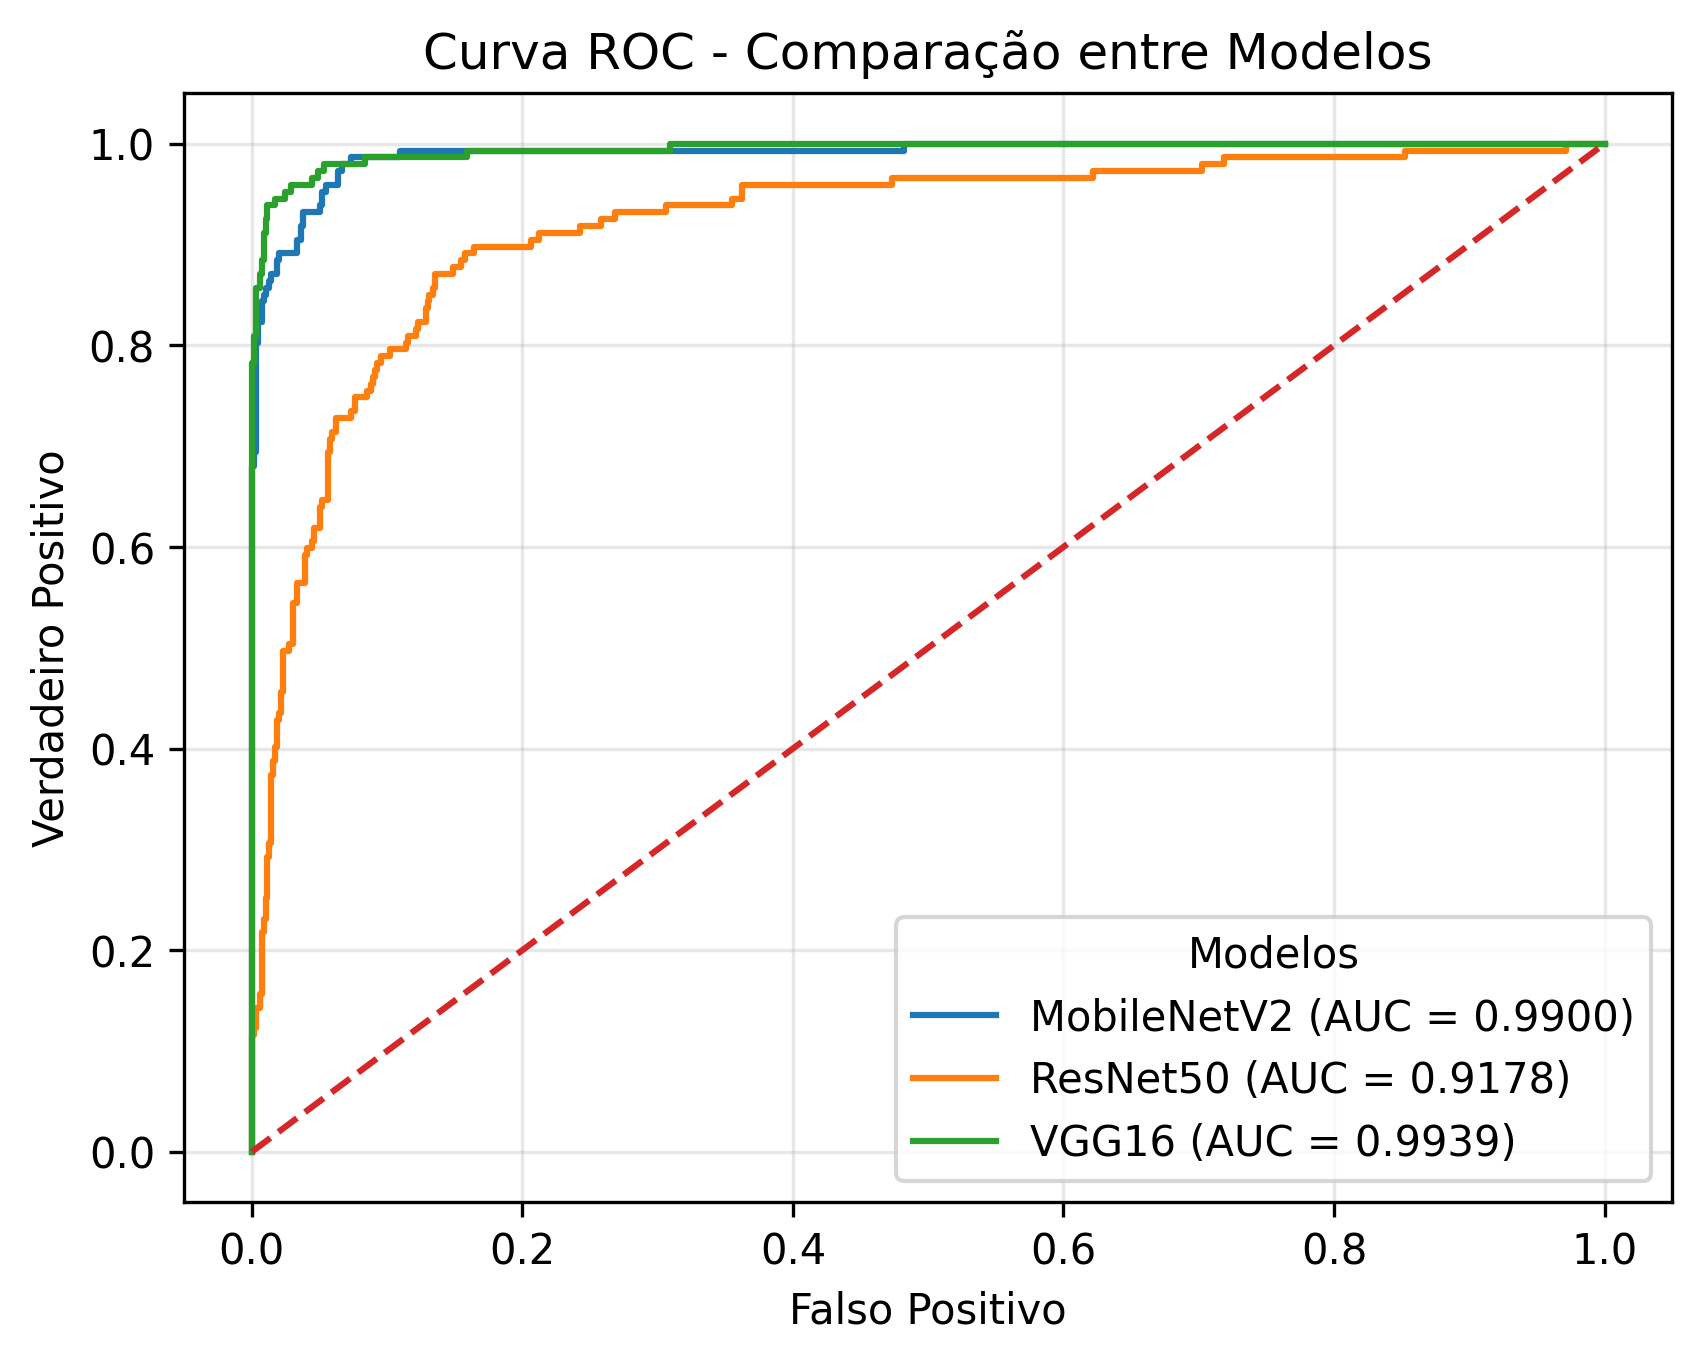 Curva ROC - Comparação entre Modelos
1.0
0.8
0.6
0.4
0.2
0.0
Verdadeiro Positivo
Modelos
MobileNetV2 (AUC = 0.9900)
ResNet50 (AUC = 0.9178)
VGG16 (AUC = 0.9939)
0.0 0.2 0.4 0.6 0.8 1.0
Falso Positivo